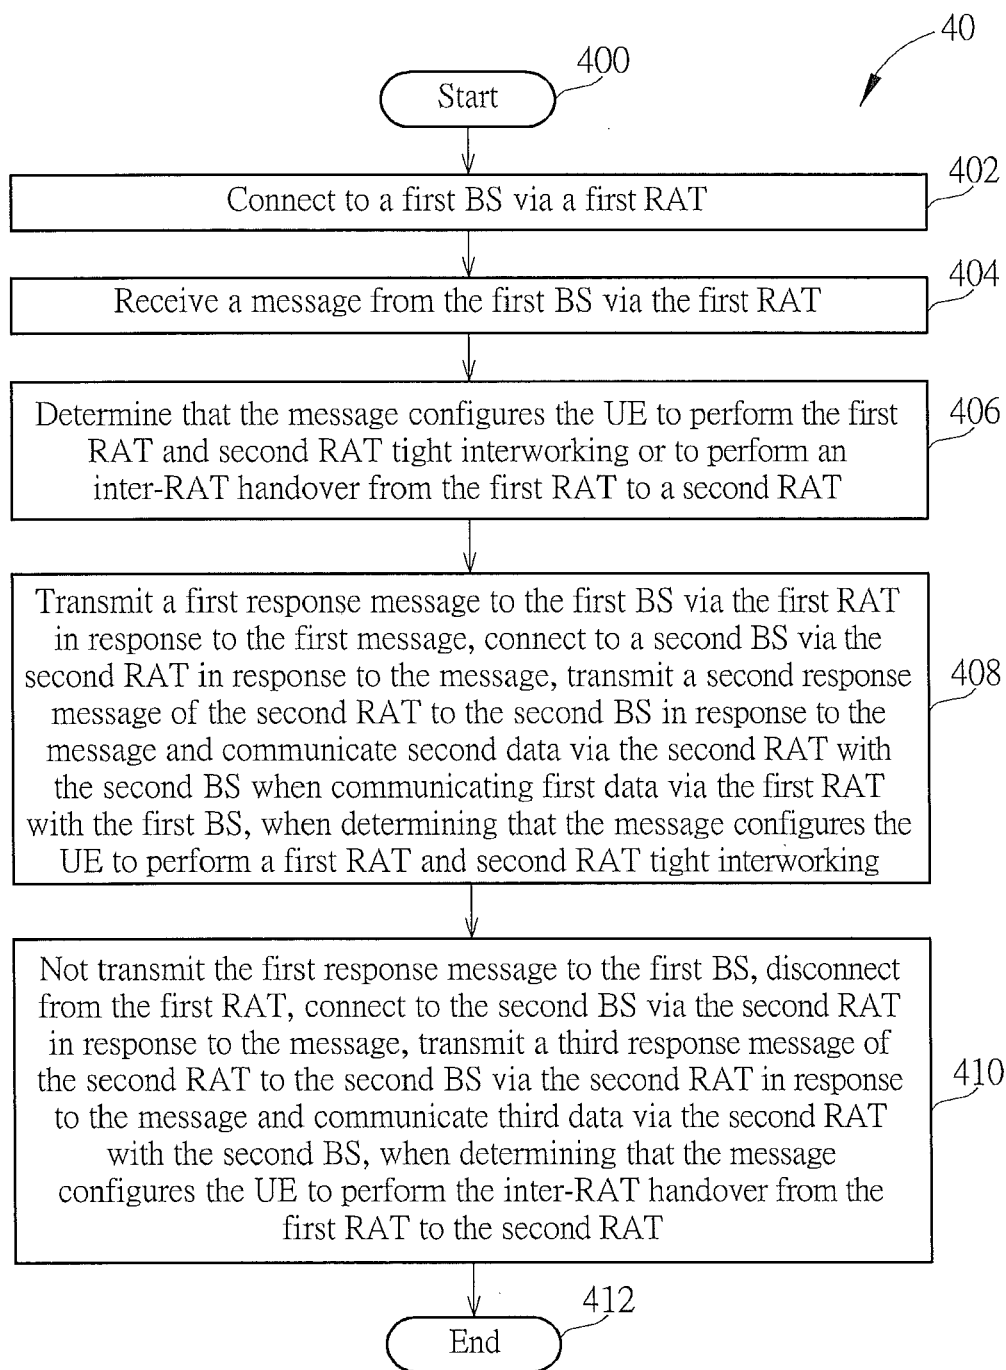 40
400
Start
402
Connect to a first BS via a first RAT
404
Receive a message from the first BS via the first RAT
406
Determine that the message configures the UE to perform the first
RAT and second RAT tight interworking or to perform an
inter-RAT handover from the first RAT to a second RAT
408
Transmit a first response message to the first BS via the first RAT
in response to the first message, connect to a second BS via the
second RAT in response to the message, transmit a second response
message of the second RAT to the second BS in response to the
message and communicate second data via the second RAT with
the second BS when communicating first data via the first RAT
with the first BS, when determining that the message configures the
UE to perform a first RAT and second RAT tight interworking
410
Not transmit the first response message to the first BS, disconnect
from the first RAT, connect to the second BS via the second RAT
in response to the message, transmit a third response message of
the second RAT to the second BS via the second RAT in response
to the message and communicate third data via the second RAT
with the second BS, when determining that the message
configures the UE to perform the inter-RAT handover from the
first RAT to the second RAT
412
End